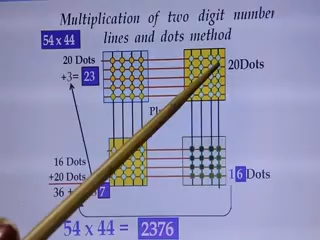 Multiplication of two digit number
54 x 44
lines and dots method
20 Dots
20Dots
+3= 23
16 Dots
16 Dots
+20 Dots
36
7
54 x 44 = 2376